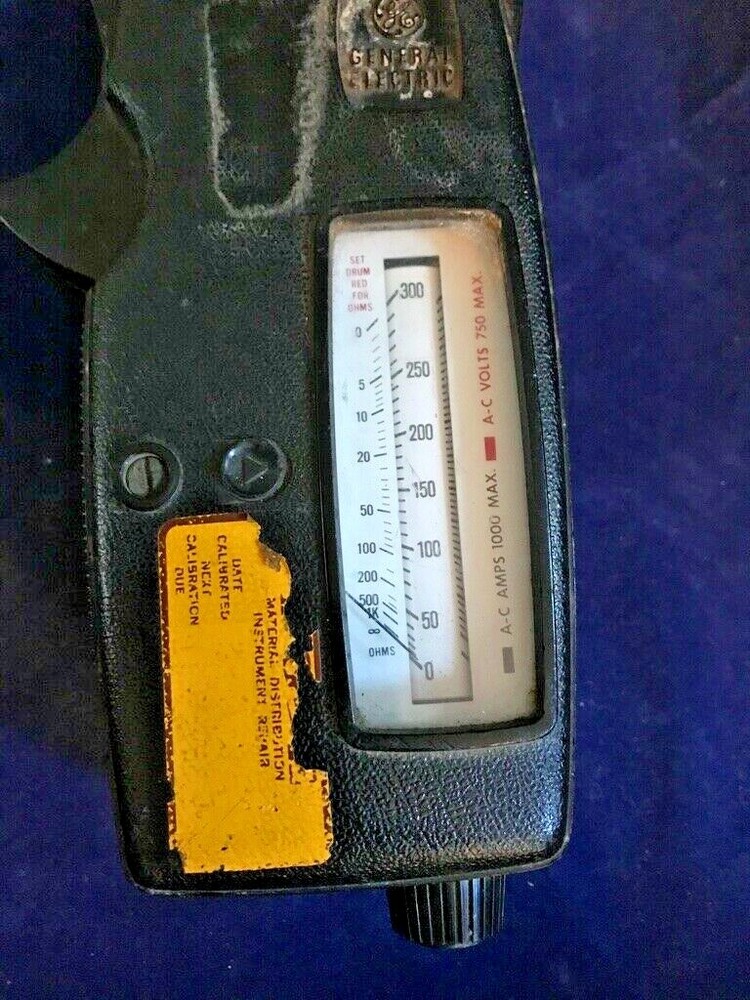 GE
GENERAL
ELECTRIC
SET
DRUM
RED
FOR
OHMS
0
5
10
20
50
100
200
500
1K
∞
OHMS
300
250
200
150
100
50
0
A-C VOLTS 750 MAX.
A-C AMPS 1000 MAX.
DATE
CALIBRATED
NEXT
CALIBRATION
DUE
MATERIAL DISTRIBUTION
INSTRUMENT REPAIR